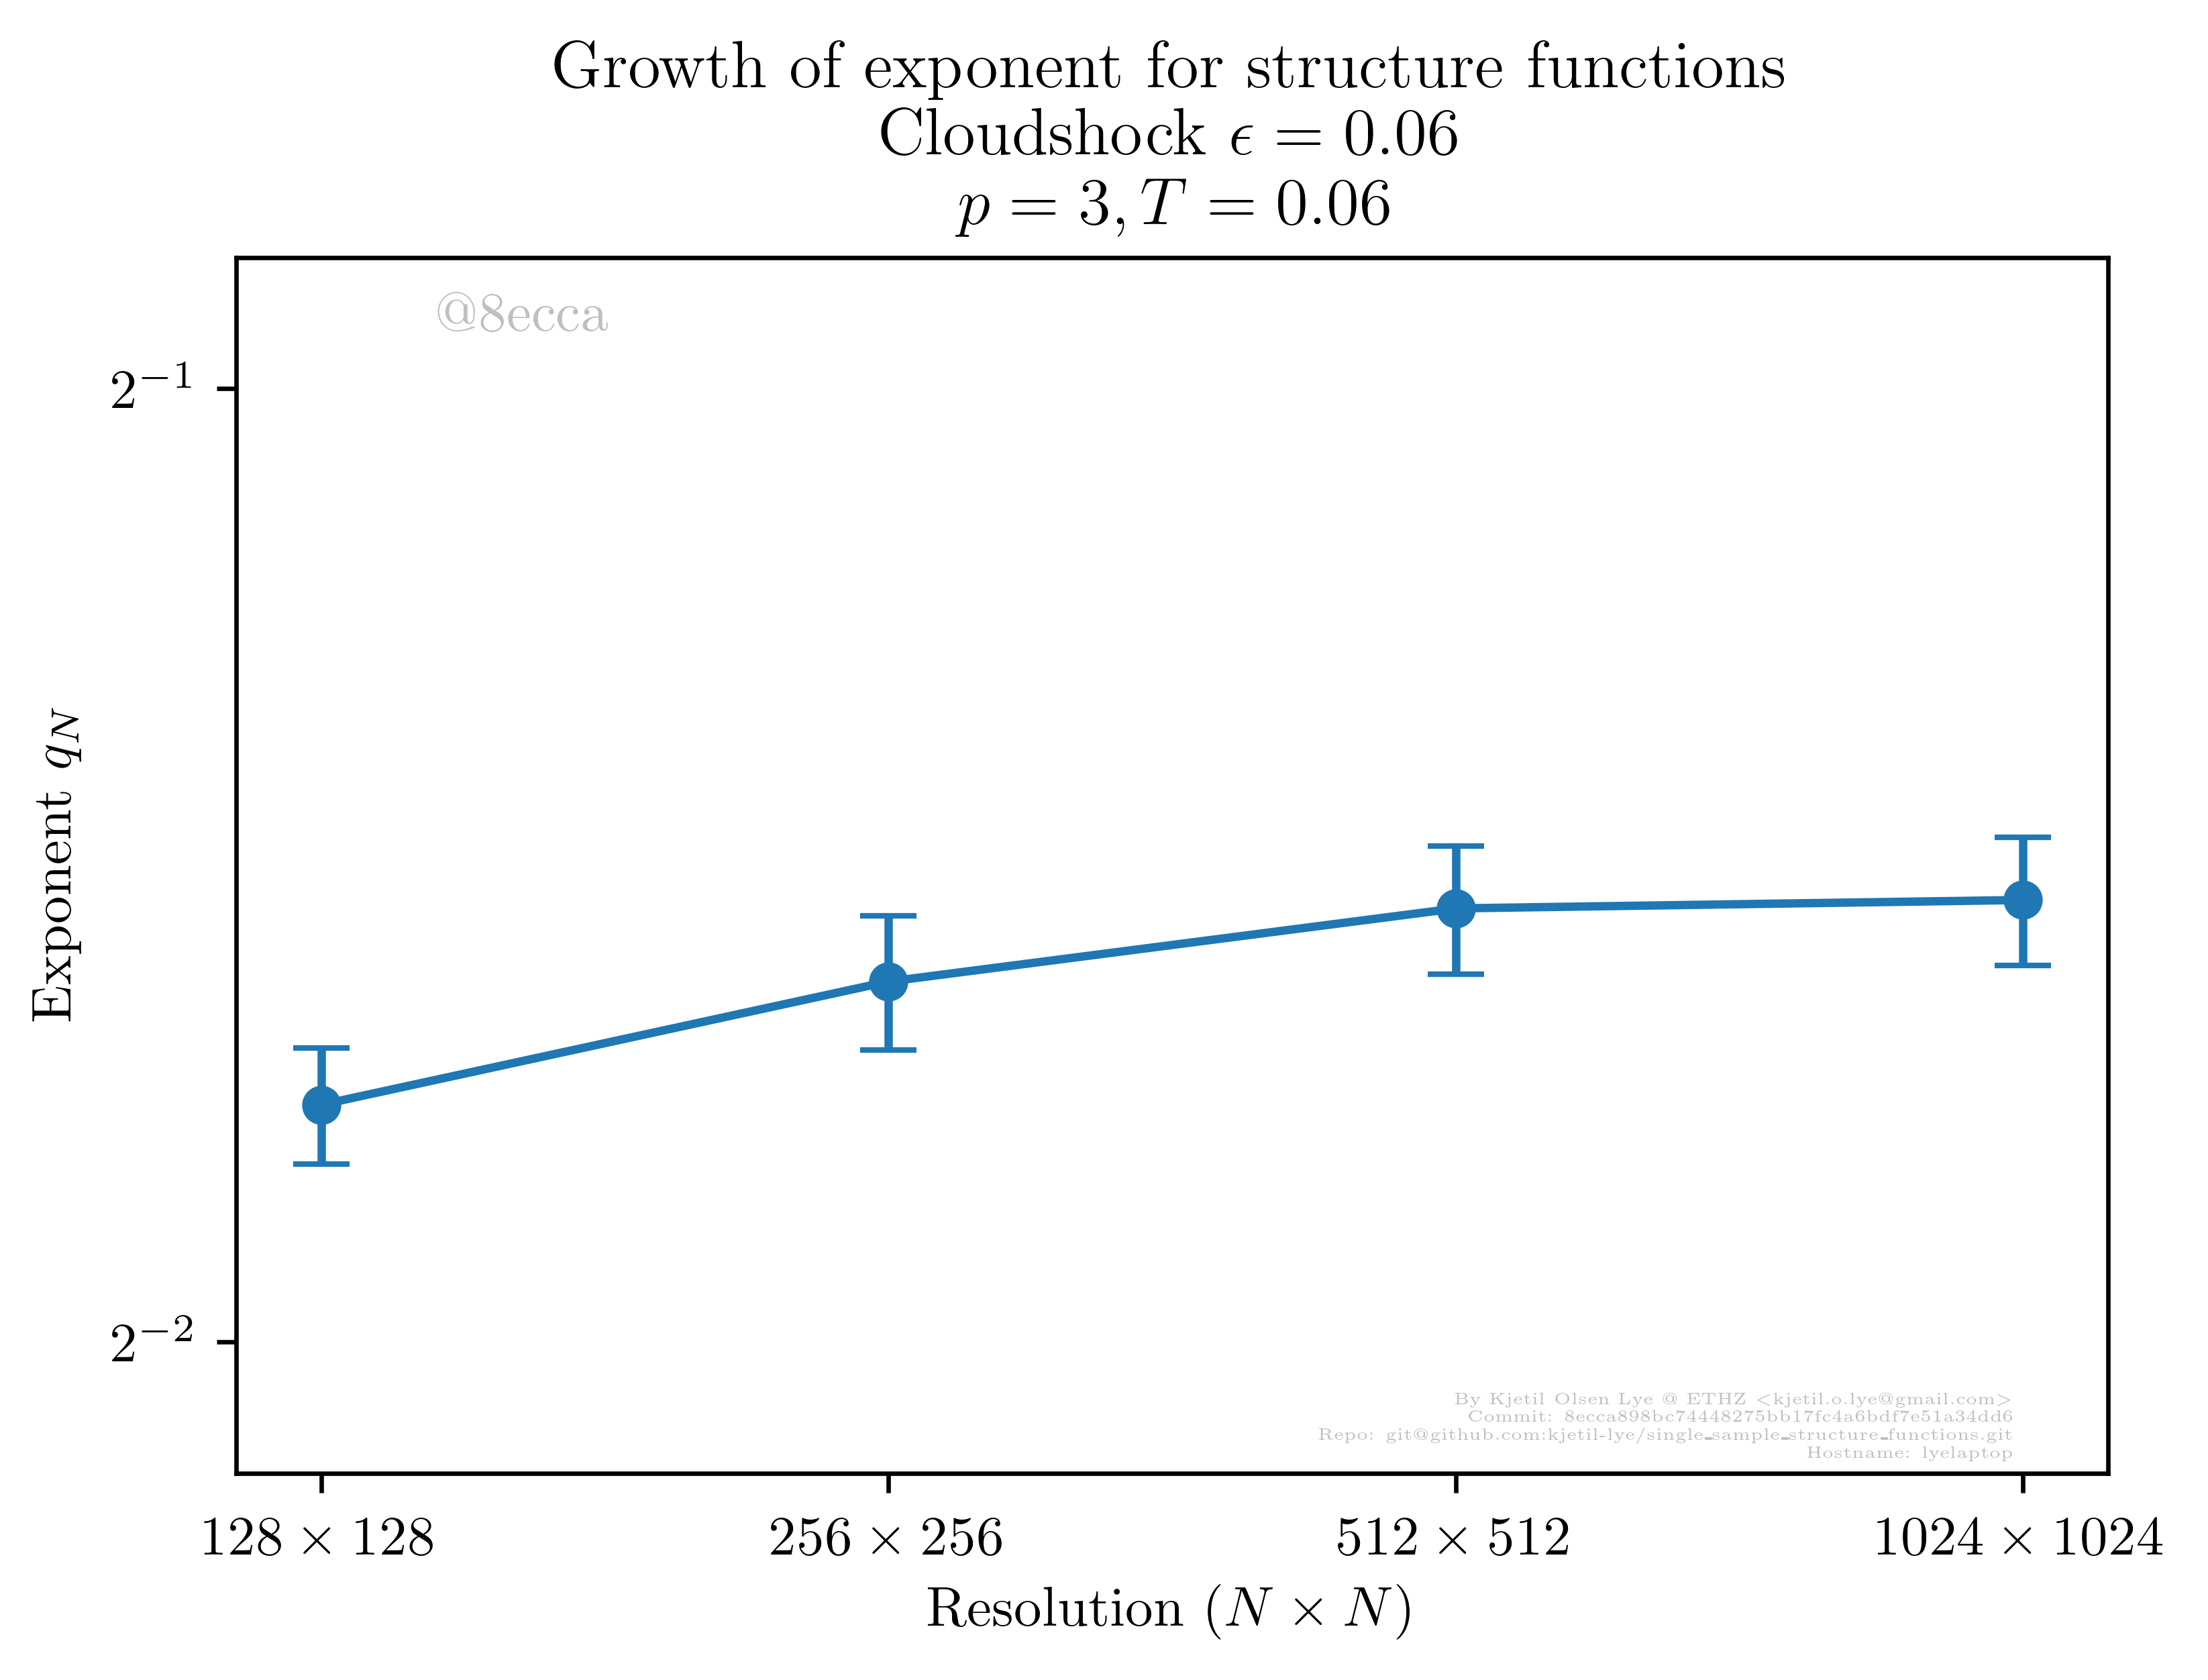 Growth of exponent for structure functions
Cloudshock ϵ = 0.06
p = 3, T = 0.06
@8ecca
2⁻¹
Exponent q_N
2⁻²
By Kjetil Olsen Lye @ ETHZ <kjetil.o.lye@gmail.com>
Commit: 8ecca898bc74448275bb17fc4a6bdf7e51a34dd6
Repo: git@github.com:kjetil-lye/single_sample_structure_functions.git
Hostname: lyelaptop
128 × 128
256 × 256
512 × 512
1024 × 1024
Resolution (N × N)